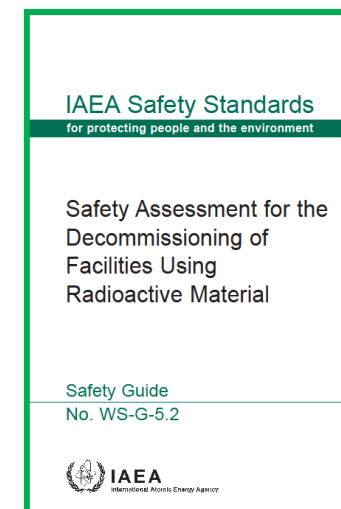 IAEA Safety Standards
for protecting people and the environment
Safety Assessment for the
Decommissioning of
Facilities Using
Radioactive Material
Safety Guide
No. WS-G-5.2
IAEA
International Atomic Energy Agency